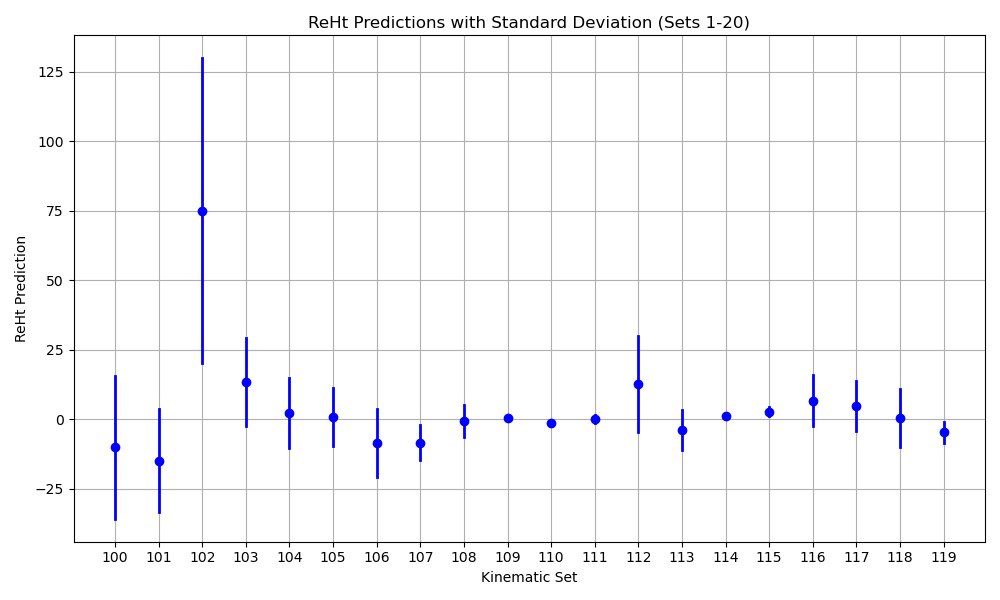 ReHt Predictions with Standard Deviation (Sets 1-20)
ReHt Prediction
125
100
75
50
25
0
−25
100 101 102 103 104 105 106 107 108 109 110 111 112 113 114 115 116 117 118 119
Kinematic Set